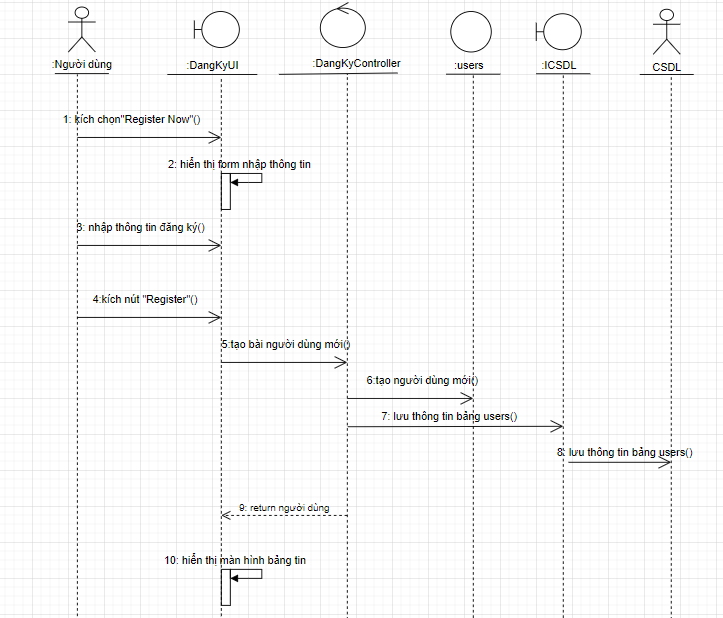 :Người dùng
:DangKyUI
:DangKyController
:users
:ICSDL
CSDL
1: kích chọn"Register Now"()
2: hiển thị form nhập thông tin
3: nhập thông tin đăng ký()
4:kích nút "Register"()
5:tạo bài người dùng mới()
6:tạo người dùng mới()
7: lưu thông tin bảng users()
8: lưu thông tin bảng users()
9: return người dùng
10: hiển thị màn hình bảng tin